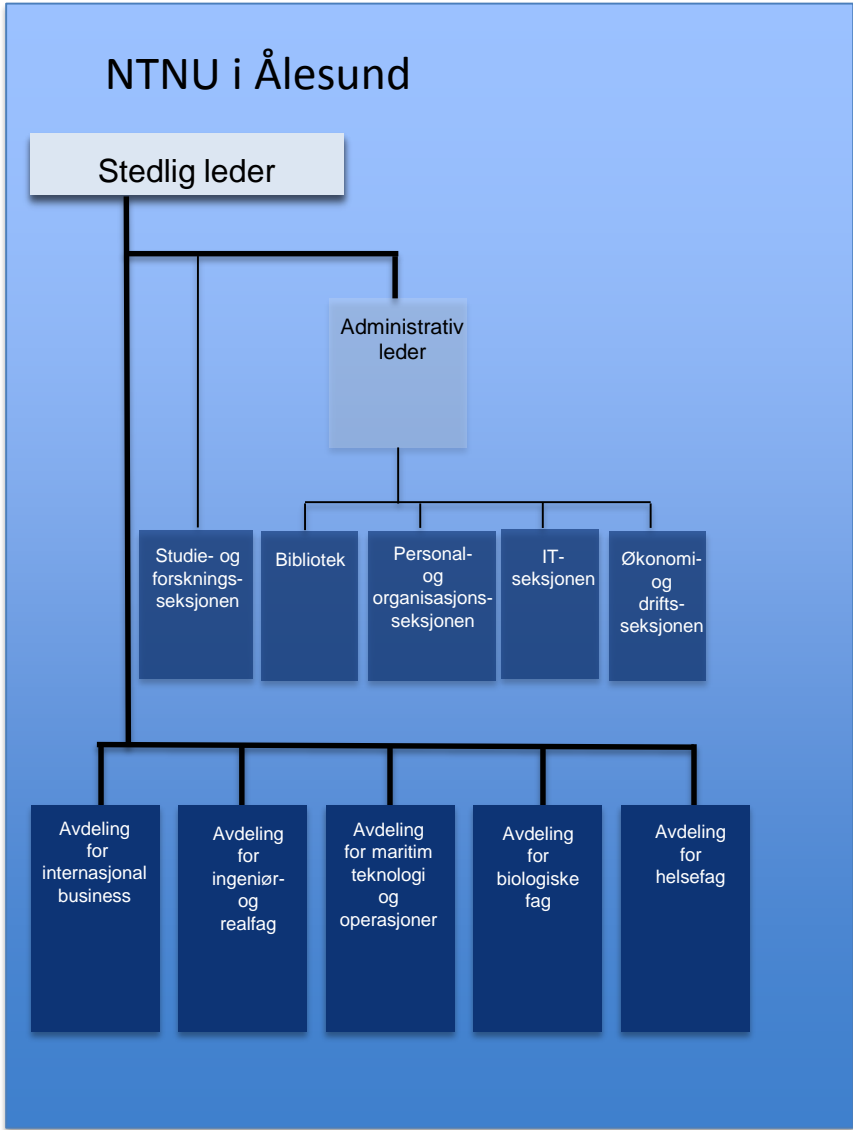 NTNU i Ålesund
Stedlig leder
Administrativ
leder
Studie- og
forsknings-
seksjonen
Bibliotek
Personal-
og
organisasjons-
seksjonen
IT-
seksjonen
Økonomi-
og
drifts-
seksjonen
Avdeling
for
internasjonal
business
Avdeling
for
ingeniør-
og
realfag
Avdeling
for maritim
teknologi
og
operasjoner
Avdeling
for
biologiske
fag
Avdeling
for
helsefag